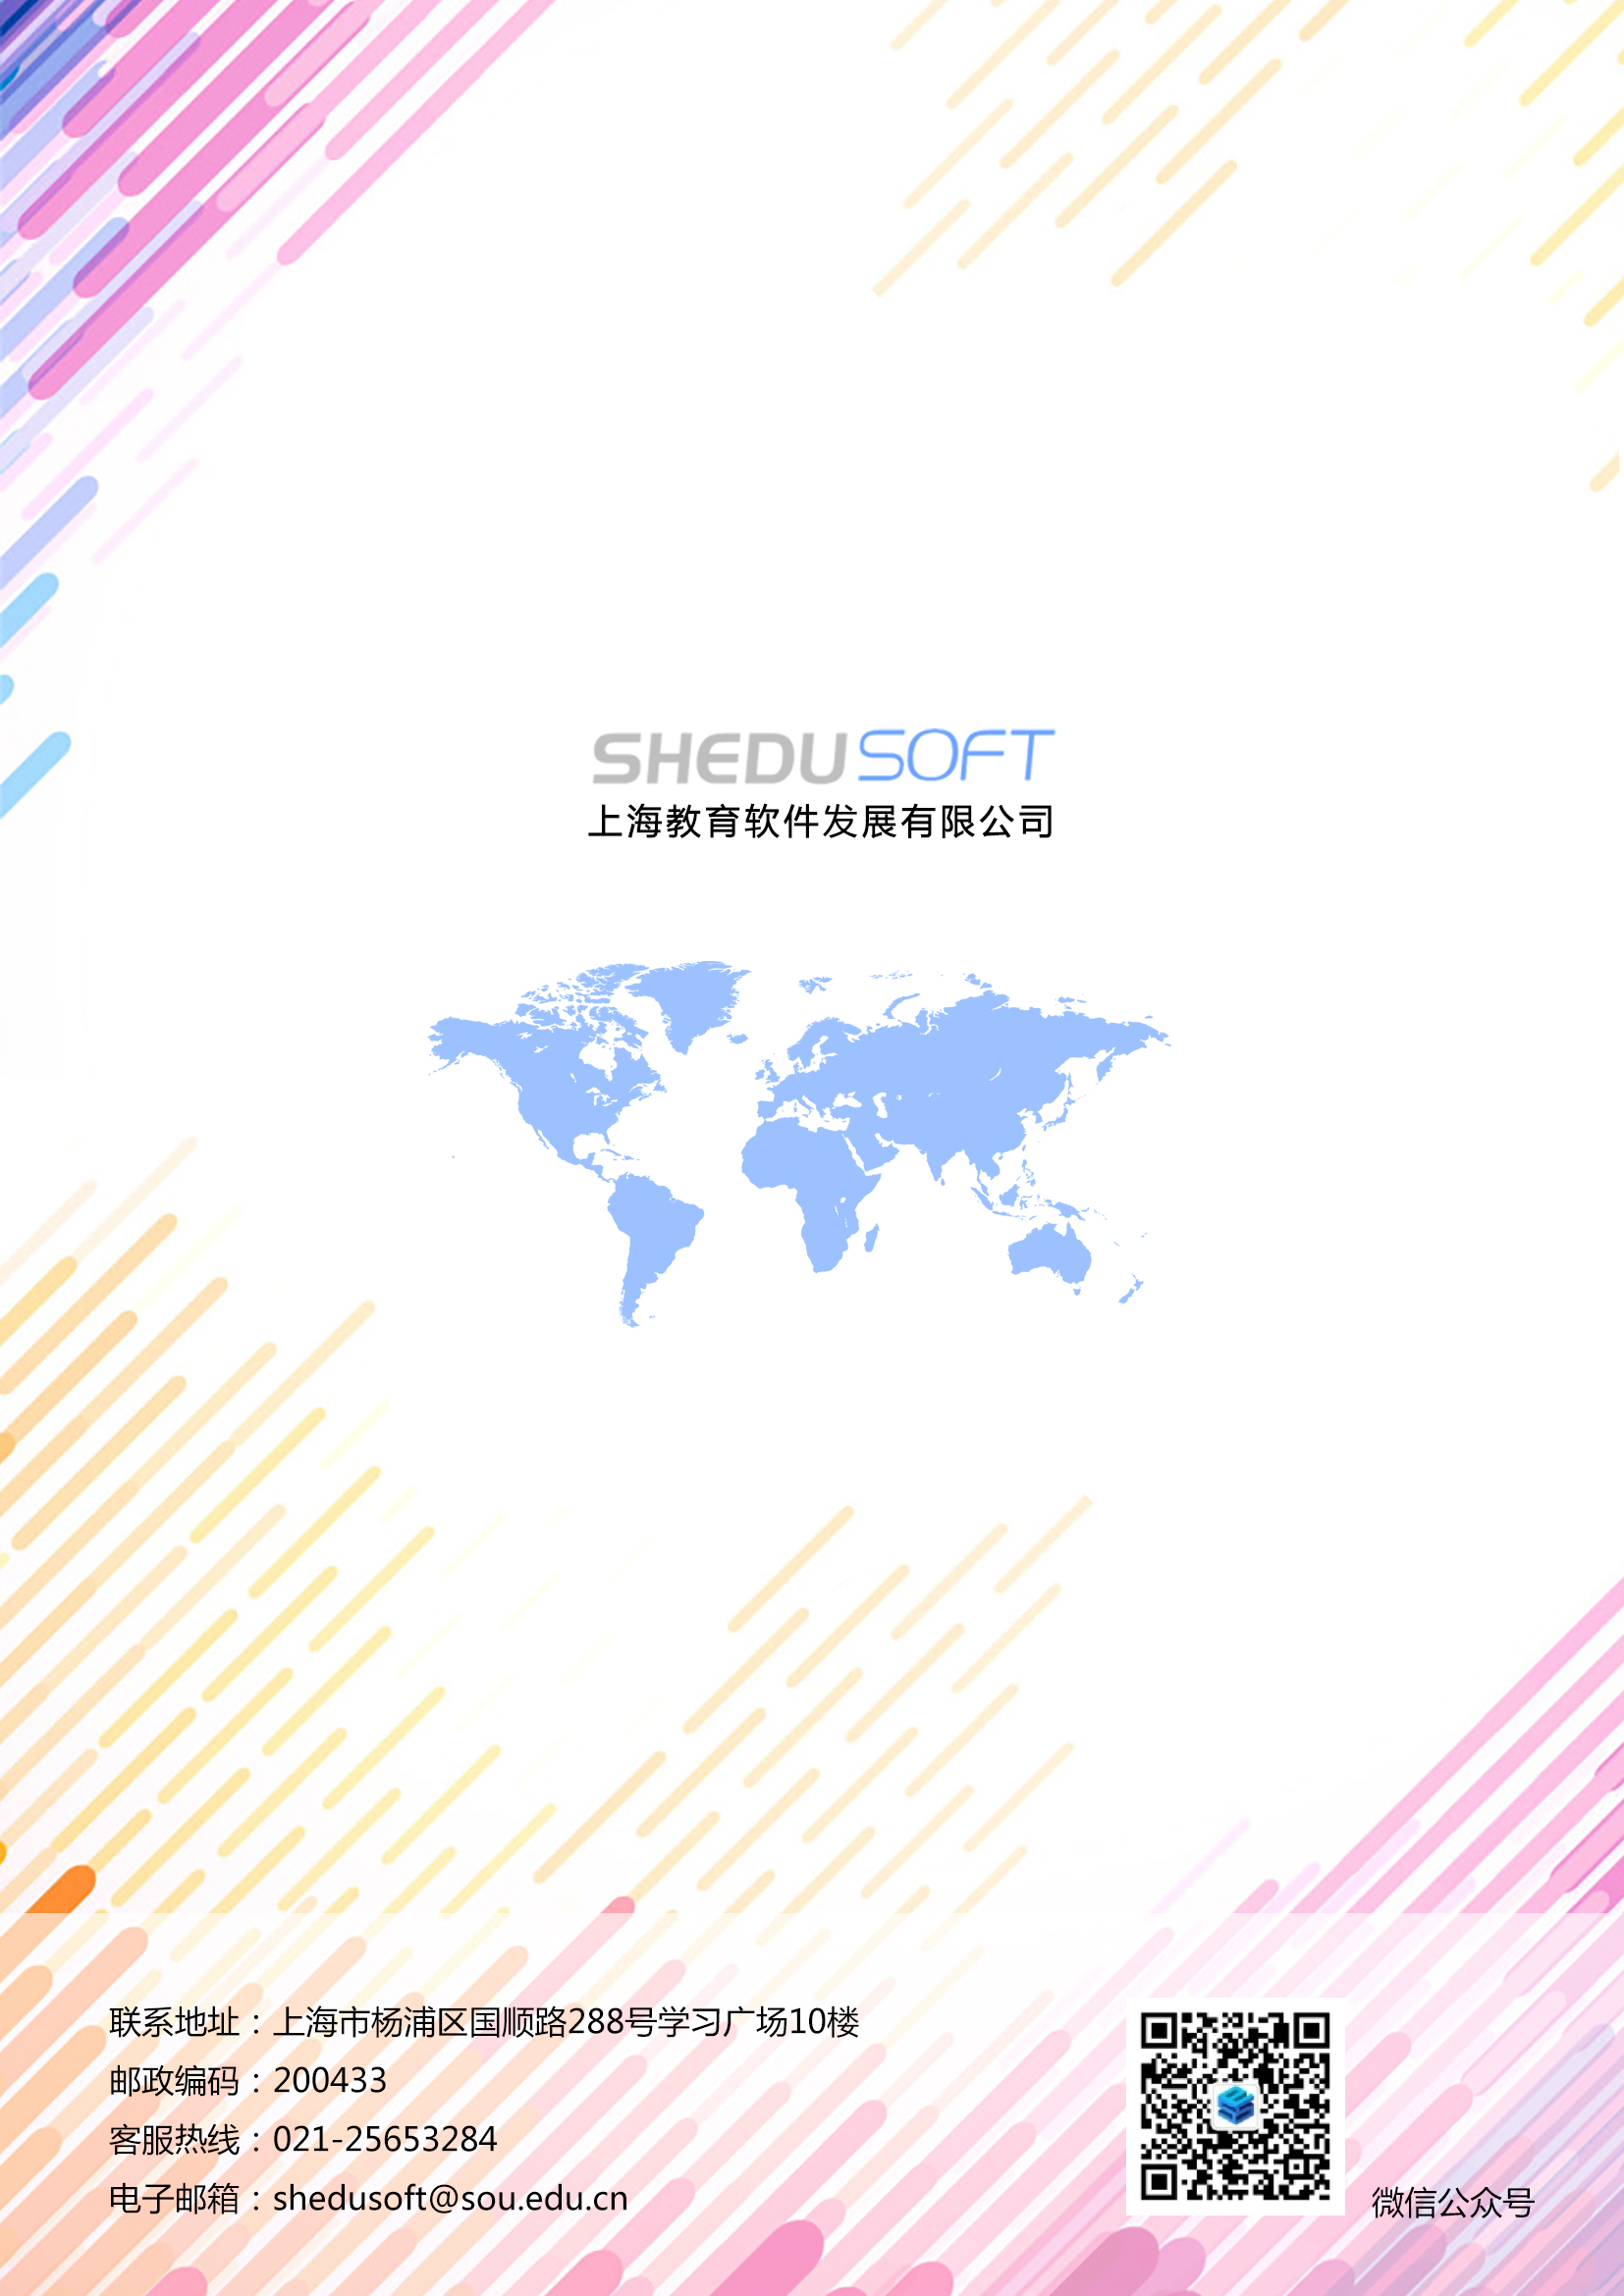 SHEDUSOFT
上海教育软件发展有限公司
联系地址：上海市杨浦区国顺路288号学习广场10楼
邮政编码：200433
客服热线：021-25653284
电子邮箱：shedusoft@sou.edu.cn
微信公众号